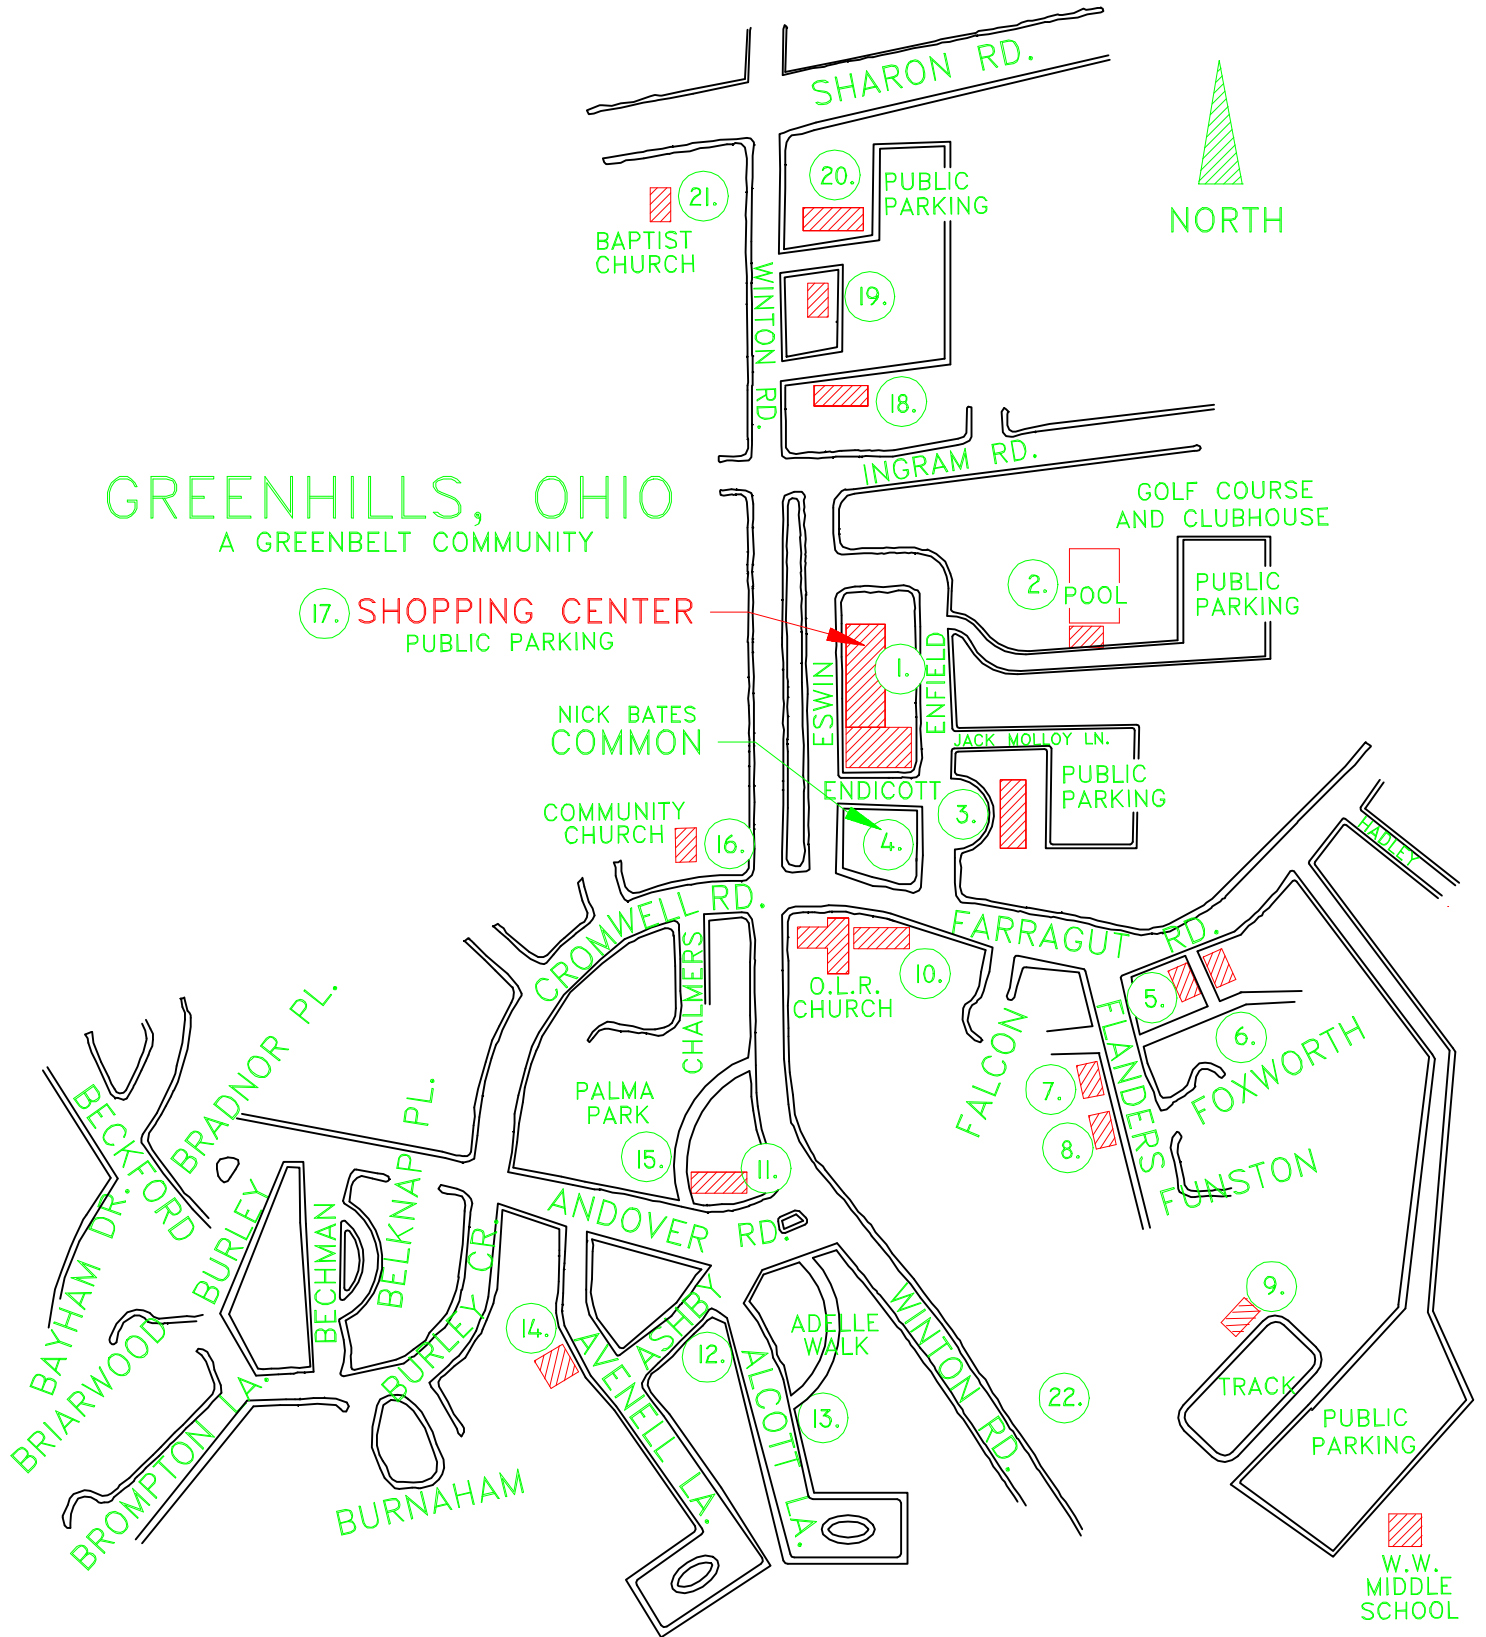 SHARON RD.
20.
PUBLIC
PARKING
21.
BAPTIST
CHURCH
NORTH
WINTON RD.
19.
18.
INGRAM RD.
GREENHILLS, OHIO
A GREENBELT COMMUNITY
GOLF COURSE
AND CLUBHOUSE
17. SHOPPING CENTER
PUBLIC PARKING
2.
POOL
PUBLIC
PARKING
1.
ESWIN
ENFIELD
NICK BATES
COMMON
JACK MOLLOY LN.
PUBLIC
PARKING
ENDICOTT
3.
COMMUNITY
CHURCH
16.
4.
HADLEY
CROMWELL RD.
FARRAGUT RD.
CHALMERS
O.L.R.
CHURCH
10.
5.
6.
FALCON
FLANDERS
FOXWORTH
BRADNOR PL.
BECKFORD
PALMA
PARK
7.
8.
15.
11.
FUNSTON
BAYHAM DR.
BURLEY
BECHMAN
BELKNAP PL.
BURLEY CR.
ANDOVER RD.
9.
WINTON RD.
BRIARWOOD
14.
ASHBY
12.
ADELLE
WALK
AVENELL LA.
ALCOTT LA.
13.
22.
TRACK
PUBLIC
PARKING
BROMPTON LA.
BURNAHAM
W.W.
MIDDLE
SCHOOL